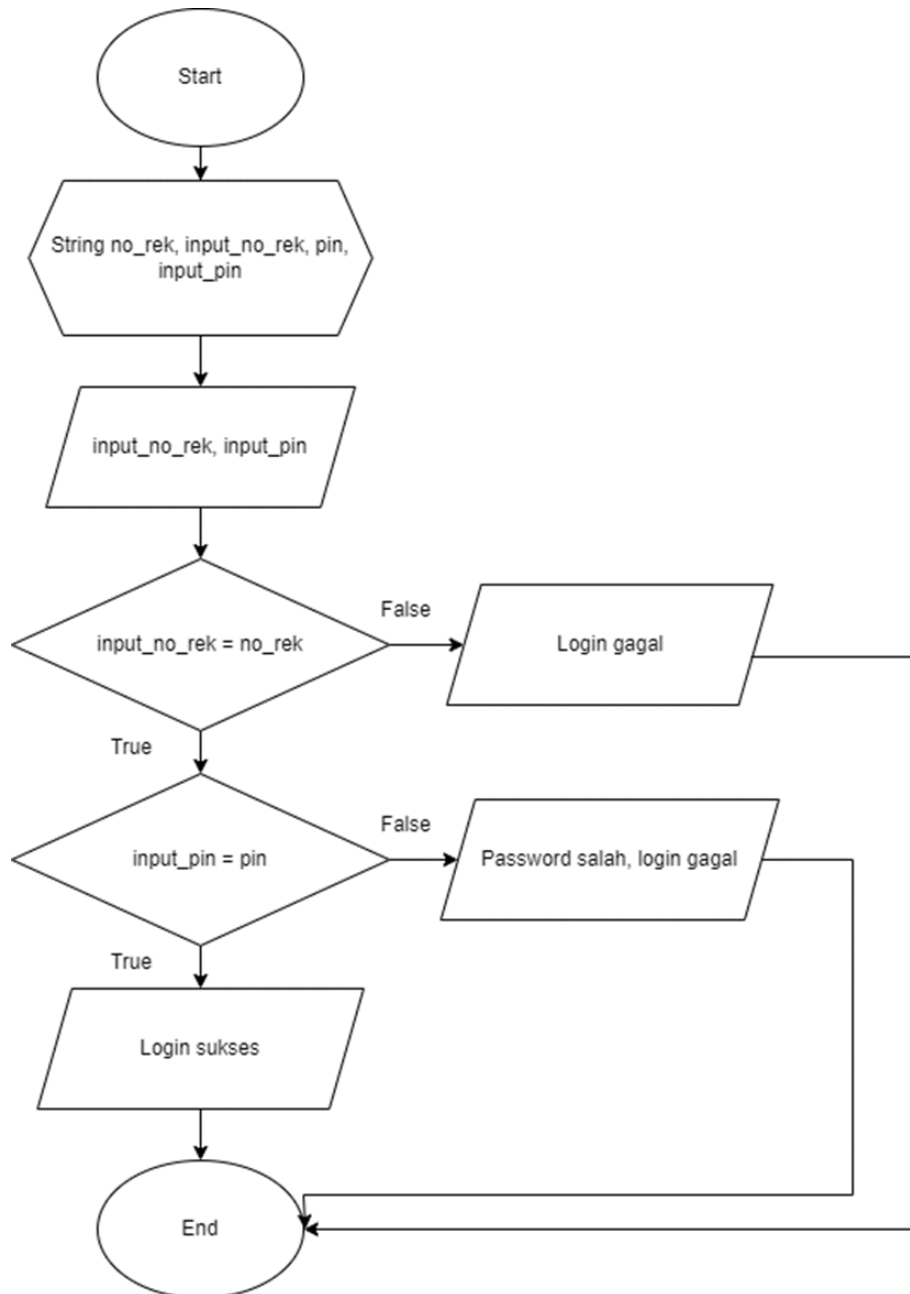 Start
String no_rek, input_no_rek, pin,
input_pin
input_no_rek, input_pin
False
input_no_rek = no_rek
Login gagal
True
False
input_pin = pin
Password salah, login gagal
True
Login sukses
End